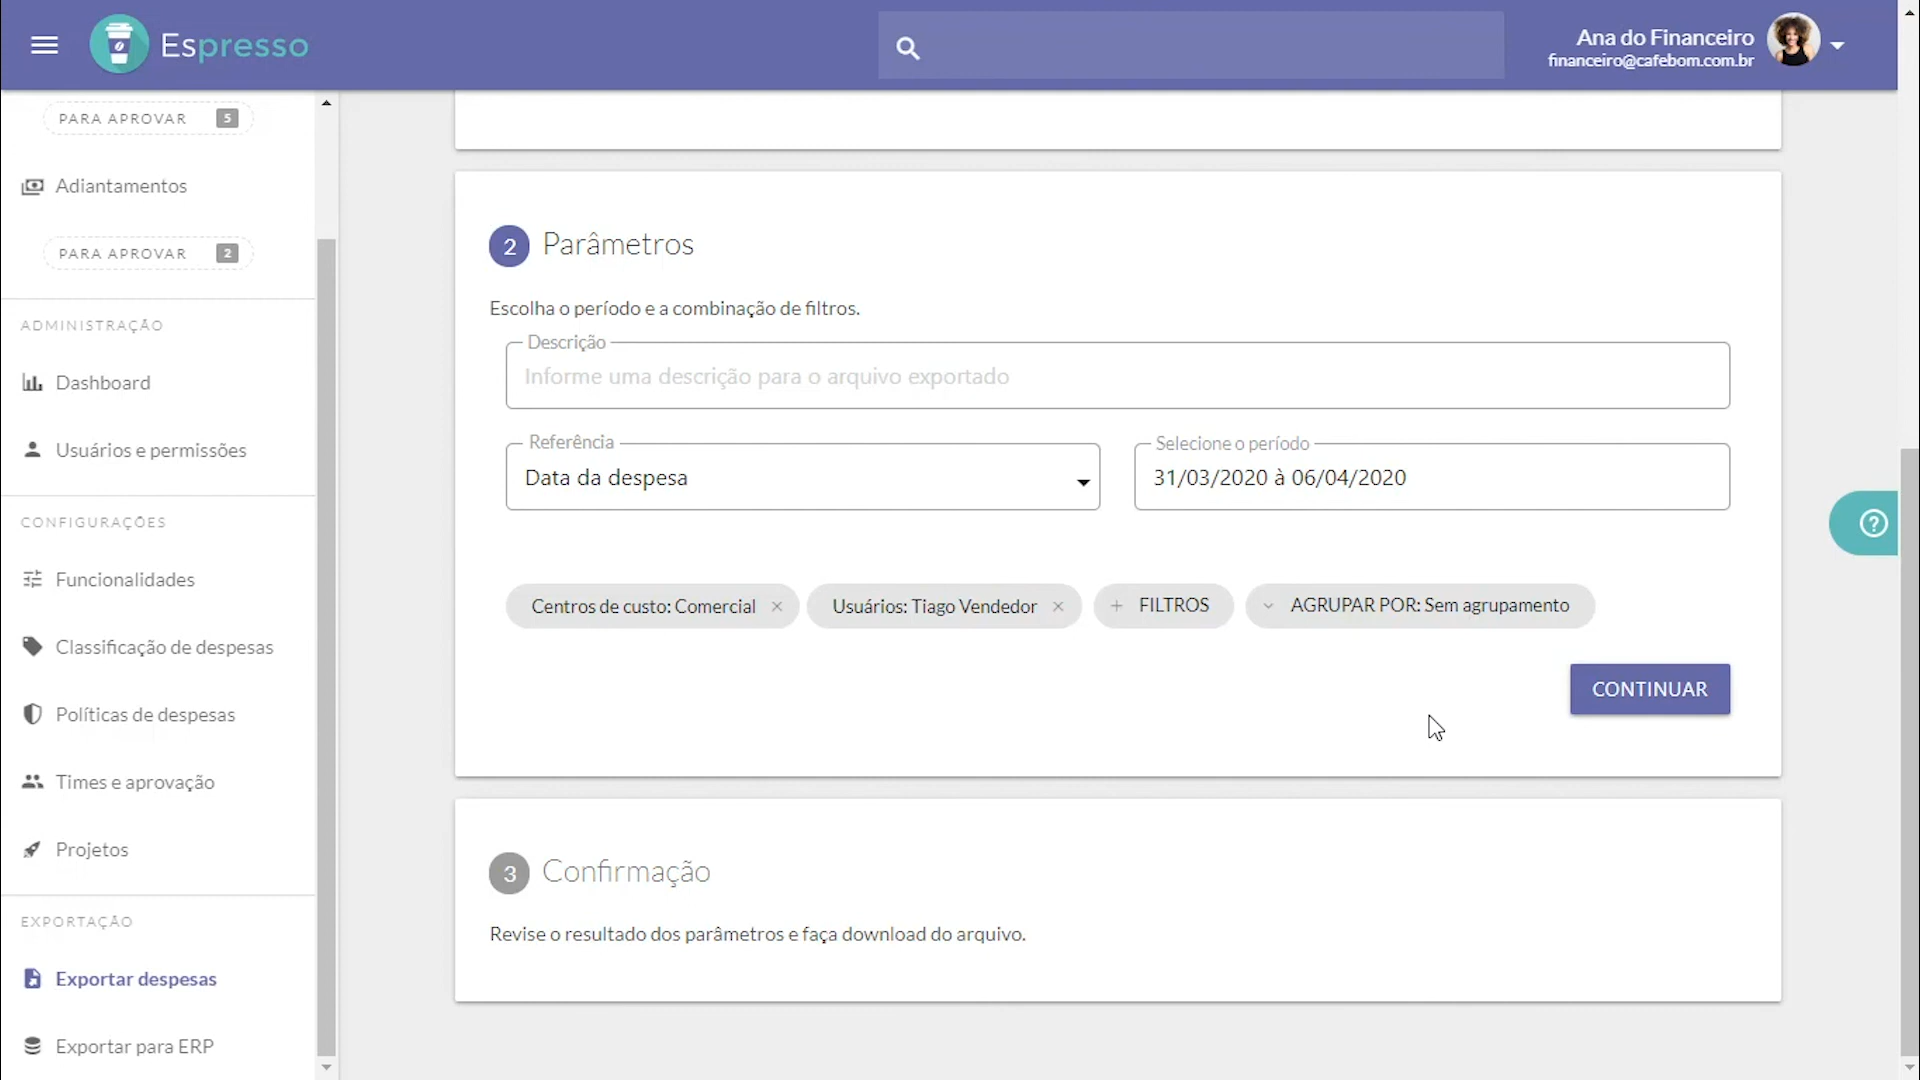 Espresso
Ana do Financeiro
financeiro@cafebom.com.br
PARA APROVAR 5
Adiantamentos
PARA APROVAR 2
ADMINISTRAÇÃO
Dashboard
Usuários e permissões
CONFIGURAÇÕES
Funcionalidades
Classificação de despesas
Políticas de despesas
Times e aprovação
Projetos
EXPORTAÇÃO
Exportar despesas
Exportar para ERP
2 Parâmetros
Escolha o período e a combinação de filtros.
Descrição
Informe uma descrição para o arquivo exportado
Referência
Data da despesa
Selecione o período
31/03/2020 à 06/04/2020
Centros de custo: Comercial ×
Usuários: Tiago Vendedor ×
+ FILTROS
AGRUPAR POR: Sem agrupamento
CONTINUAR
3 Confirmação
Revise o resultado dos parâmetros e faça download do arquivo.
?